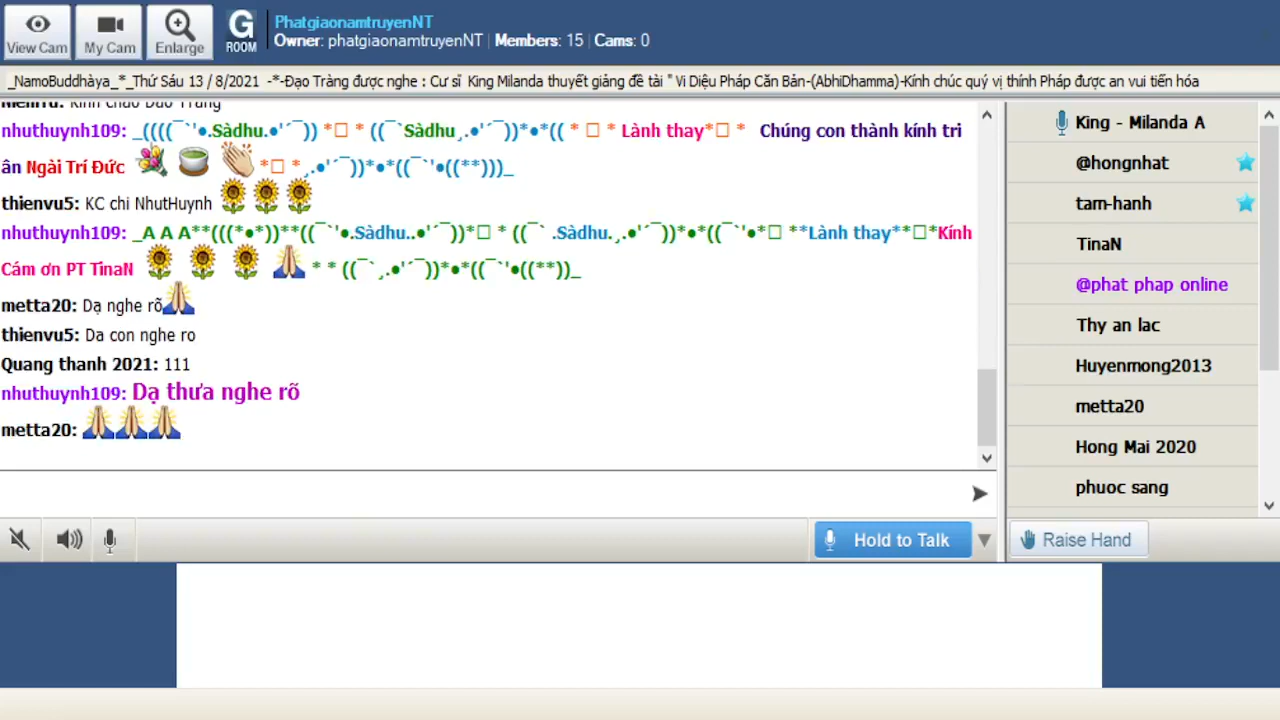 View Cam
My Cam
Enlarge
G
ROOM
PhatgiaonamtruyenNT
Owner: phatgiaonamtruyenNT | Members: 15 | Cams: 0
_NamoBuddhàya_*_Thứ Sáu 13 / 8/2021 -*-Đạo Tràng được nghe : Cư sĩ King Milanda thuyết giảng đề tài " Vi Diệu Pháp Căn Bản-(AbhiDhamma)-Kính chúc quý vị thính Pháp được an vui tiến hóa
nhuthuynh109: _((((¯`'•.Sàdhu.•'´¯)) *□ * ((¯`Sàdhu¸.•'´¯))*•*(( * □ * Lành thay*□ * Chúng con thành kính tri
ân Ngài Trí Đức *□ *¸.•'´¯))*•*((¯`'•((**)))_
thienvu5: KC chi NhutHuynh
nhuthuynh109: _A A A**(((*•*))**((¯`'•.Sàdhu..•'´¯))*□ * ((¯` .Sàdhu.¸.•'´¯))*•*((¯`'•*□ **Lành thay**□*Kính
Cám ơn PT TinaN * * ((¯`¸.•'´¯))*•*((¯`'•((**))_
metta20: Dạ nghe rõ
thienvu5: Da con nghe ro
Quang thanh 2021: 111
nhuthuynh109: Dạ thưa nghe rõ
metta20:
King - Milanda A
@hongnhat
tam-hanh
TinaN
@phat phap online
Thy an lac
Huyenmong2013
metta20
Hong Mai 2020
phuoc sang
Hold to Talk
Raise Hand